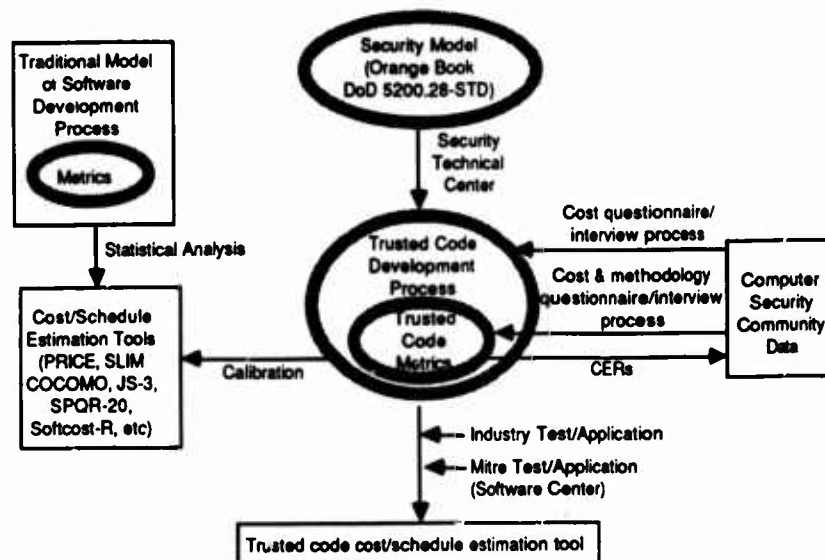 Traditional Model
of Software
Development
Process
Metrics
Statistical Analysis
Cost/Schedule
Estimation Tools
(PRICE, SLIM
COCOMO, JS-3,
SPQR-20,
Softcost-R, etc)
Security Model
(Orange Book
DoD 5200.28-STD)
Security
Technical
Center
Trusted Code
Development
Process
Trusted
Code
Metrics
Calibration
Cost questionnaire/
interview process
Cost & methodology
questionnaire/interview
process
CERs
Computer
Security
Community
Data
Industry Test/Application
Mitre Test/Application
(Software Center)
Trusted code cost/schedule estimation tool